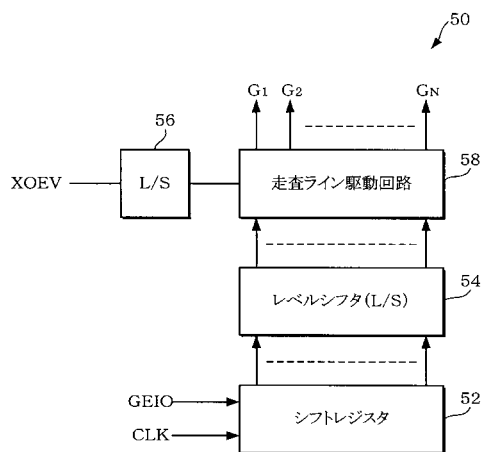 50
G1 G2 GN
56
XOEV L/S 走査ライン駆動回路 58
レベルシフタ(L/S) 54
GEIO
CLK
シフトレジスタ 52